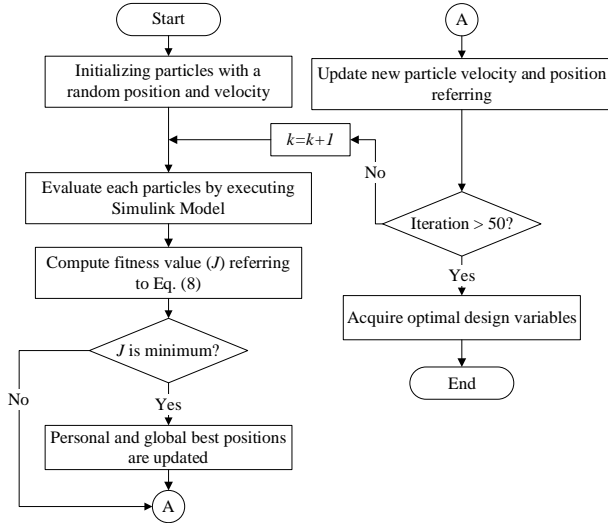 Start
Initializing particles with a
random position and velocity
k=k+1
Evaluate each particles by executing
Simulink Model
Compute fitness value (J) referring
to Eq. (8)
J is minimum?
No
Yes
Personal and global best positions
are updated
A
A
Update new particle velocity and position
referring
No
Iteration > 50?
Yes
Acquire optimal design variables
End